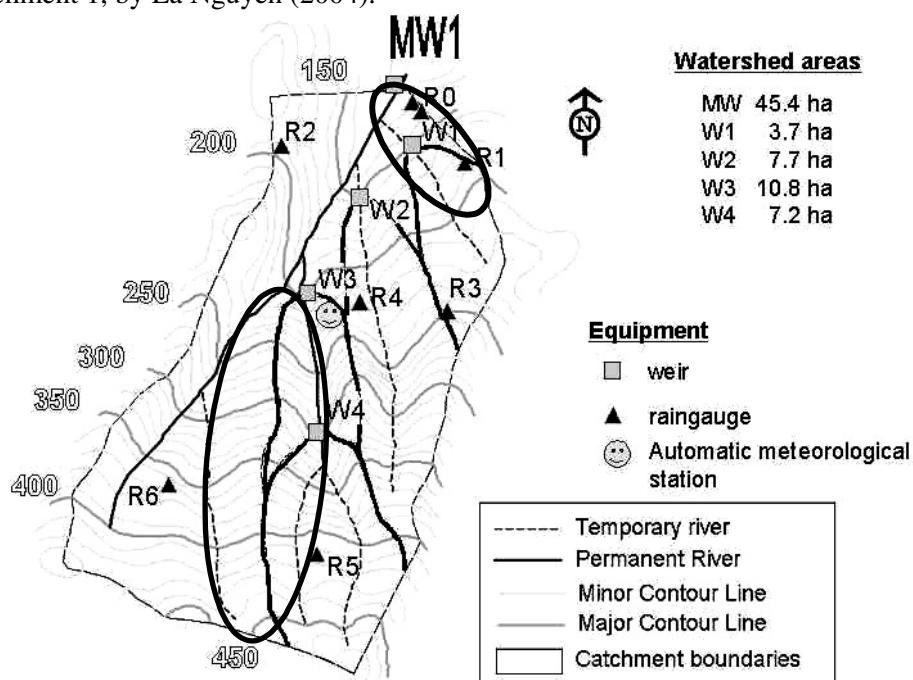 chment 1, by La Nguyen (2004).
MW1
150
R0
W1
R2
200
R1
W2
W3
250
R4
R3
300
350
W4
400
R6
R5
450
N
Watershed areas
MW 45.4 ha
W1 3.7 ha
W2 7.7 ha
W3 10.8 ha
W4 7.2 ha
Equipment
weir
raingauge
Automatic meteorological
station
Temporary river
Permanent River
Minor Contour Line
Major Contour Line
Catchment boundaries